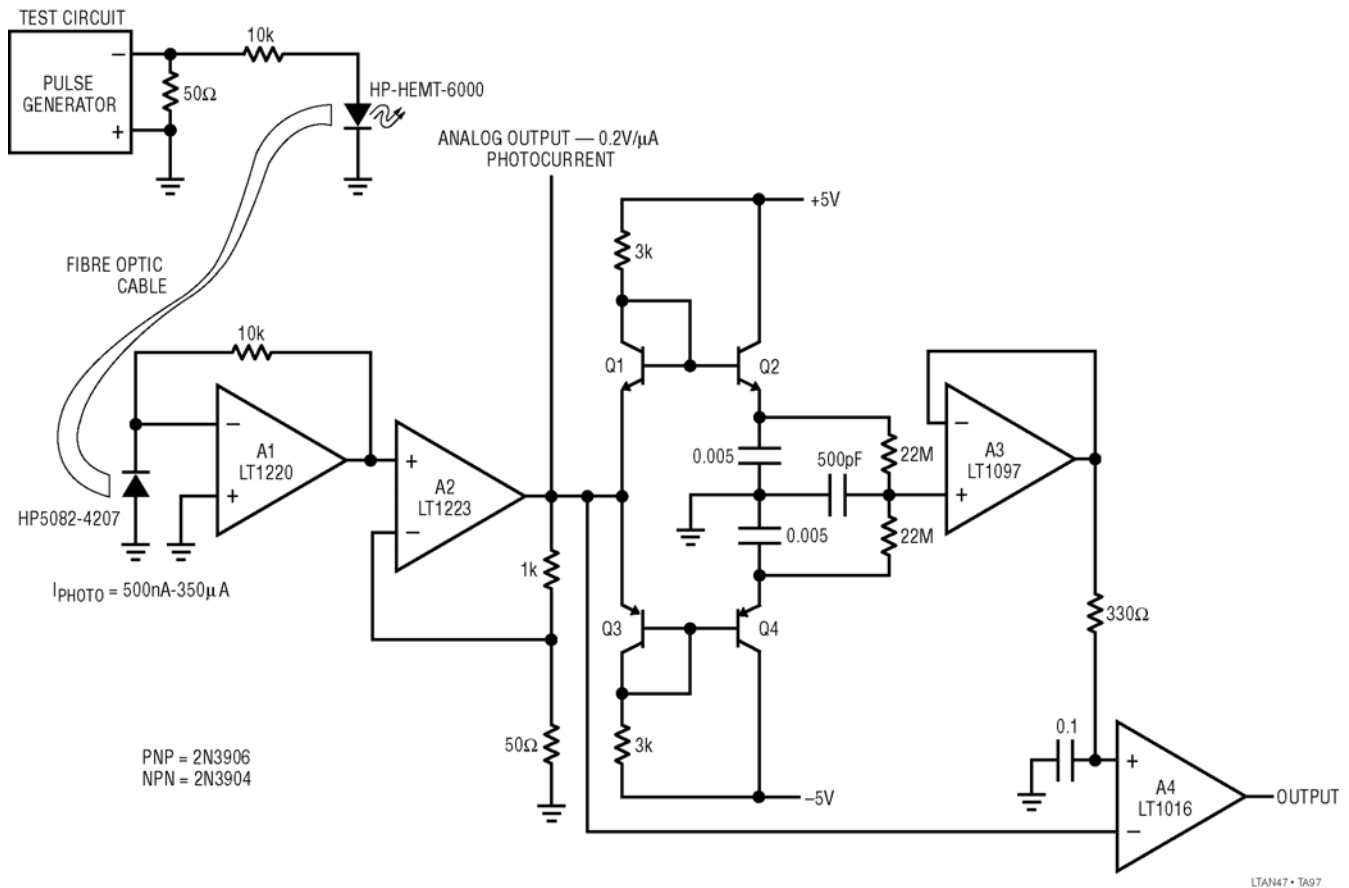 TEST CIRCUIT
PULSE
GENERATOR
−
+
50Ω
10k
HP-HEMT-6000
ANALOG OUTPUT — 0.2V/μA
PHOTOCURRENT
FIBRE OPTIC
CABLE
+5V
3k
10k
Q1
Q2
−
+
A1
LT1220
HP5082-4207
IPHOTO = 500nA-350μA
+
−
A2
LT1223
0.005
500pF
22M
0.005
22M
−
+
A3
LT1097
1k
Q3
Q4
330Ω
50Ω
3k
−5V
PNP = 2N3906
NPN = 2N3904
0.1
+
−
A4
LT1016
OUTPUT
LTAN47 • TA97